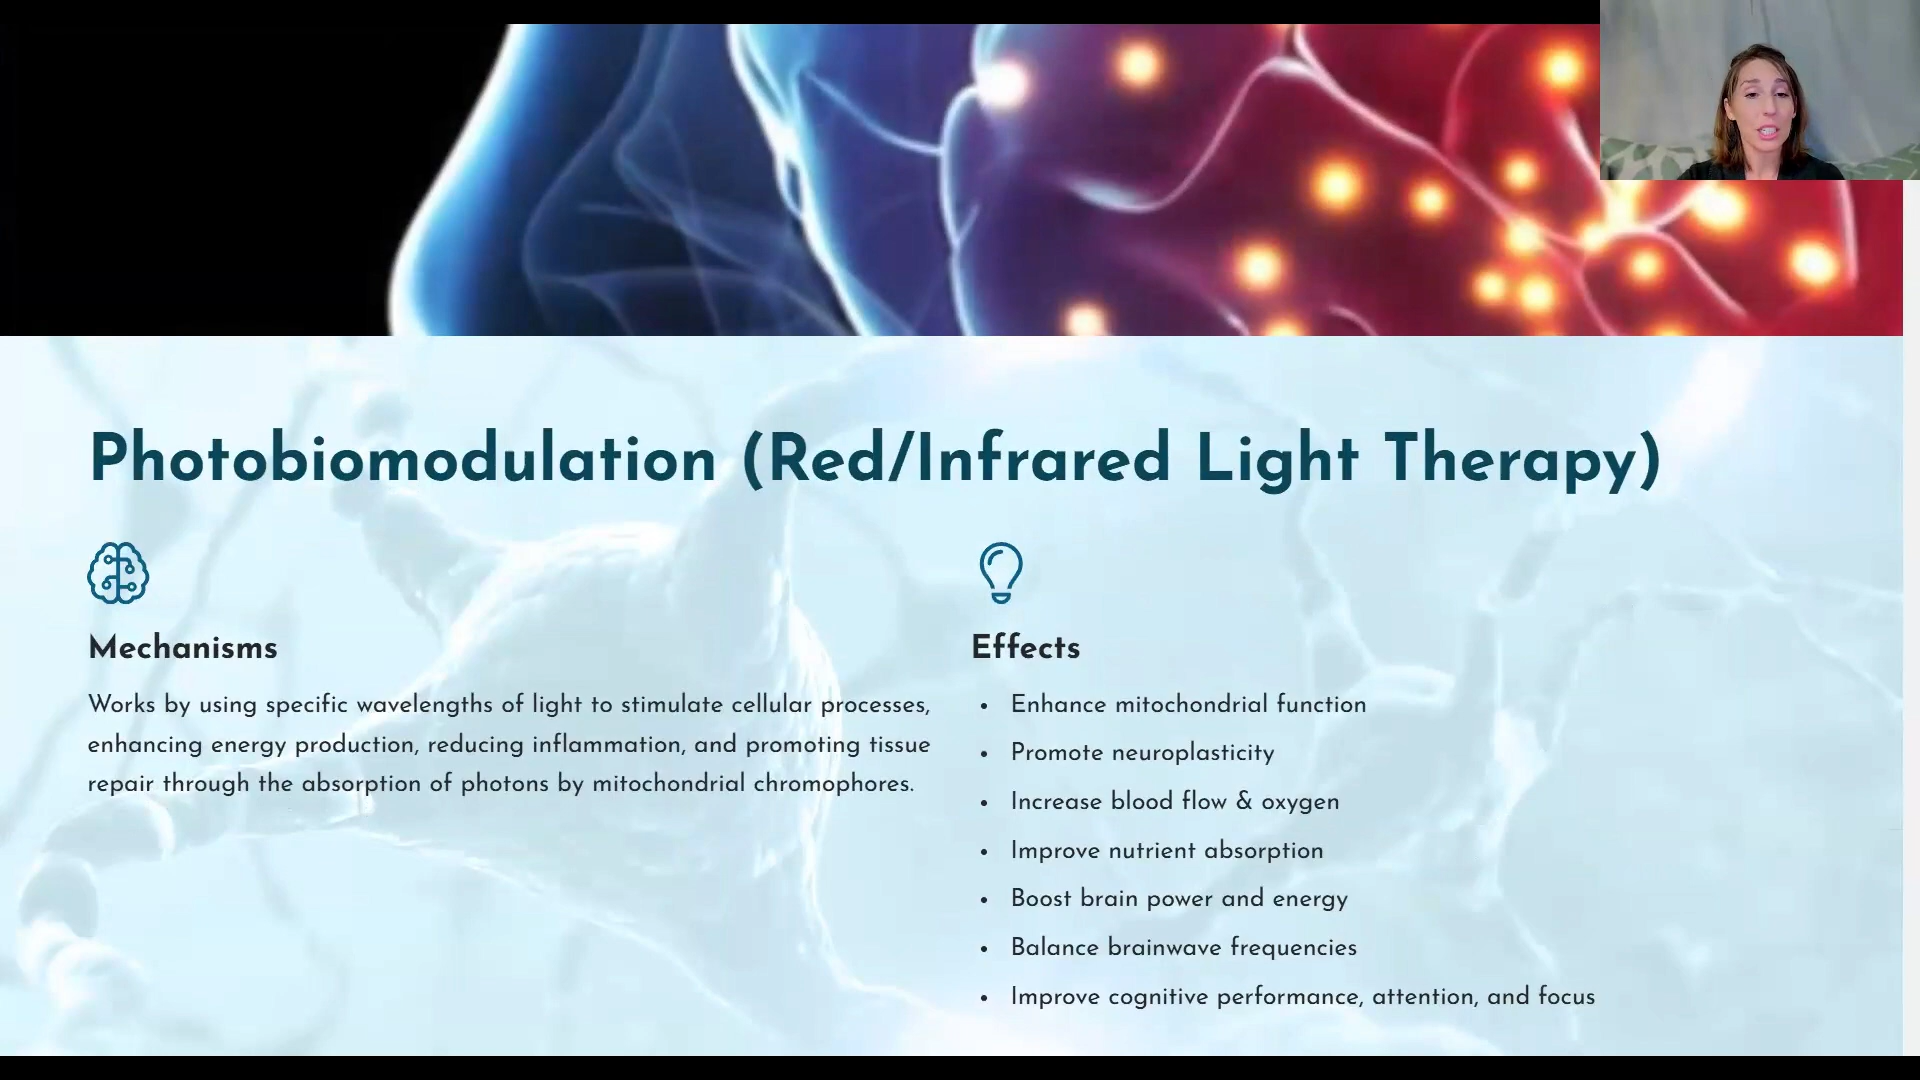 Photobiomodulation (Red/Infrared Light Therapy)
Mechanisms
Works by using specific wavelengths of light to stimulate cellular processes,
enhancing energy production, reducing inflammation, and promoting tissue
repair through the absorption of photons by mitochondrial chromophores.
Effects
• Enhance mitochondrial function
• Promote neuroplasticity
• Increase blood flow & oxygen
• Improve nutrient absorption
• Boost brain power and energy
• Balance brainwave frequencies
• Improve cognitive performance, attention, and focus